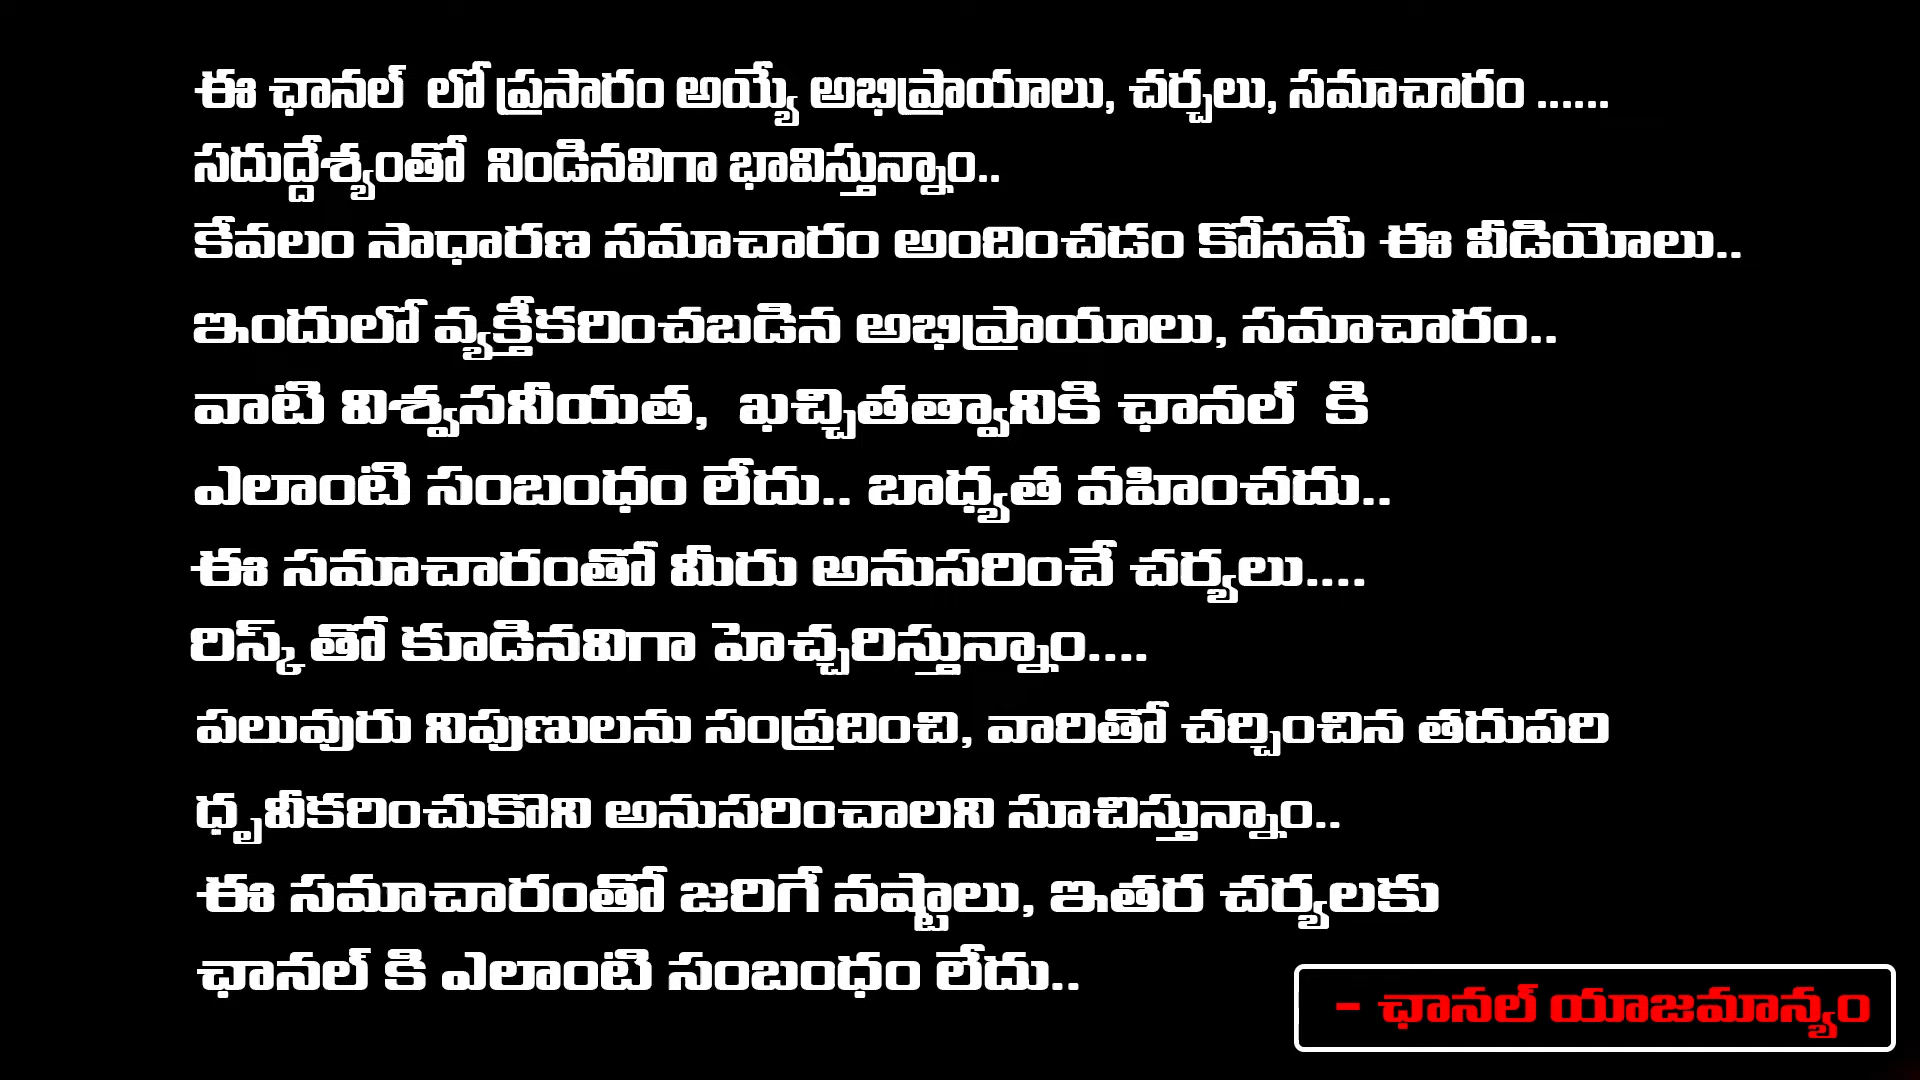 ఈ ఛానల్ లో ప్రసారం అయ్యే అభిప్రాయాలు, చర్చలు, సమాచారం ......
సదుద్దేశ్యంతో నిండినవిగా భావిస్తున్నాం..
కేవలం సాధారణ సమాచారం అందించడం కోసమే ఈ వీడియోలు..
ఇందులో వ్యక్తీకరించబడిన అభిప్రాయాలు, సమాచారం..
వాటి విశ్వసనీయత, ఖచ్చితత్వానికి ఛానల్ కి
ఎలాంటి సంబంధం లేదు.. బాధ్యత వహించదు..
ఈ సమాచారంతో మీరు అనుసరించే చర్యలు....
రిస్క్ తో కూడినవిగా హెచ్చరిస్తున్నాం....
పలువురు నిపుణులను సంప్రదించి, వారితో చర్చించిన తదుపరి
ధృవీకరించుకొని అనుసరించాలని సూచిస్తున్నాం..
ఈ సమాచారంతో జరిగే నష్టాలు, ఇతర చర్యలకు
ఛానల్ కి ఎలాంటి సంబంధం లేదు..
- ఛానల్ యాజమాన్యం